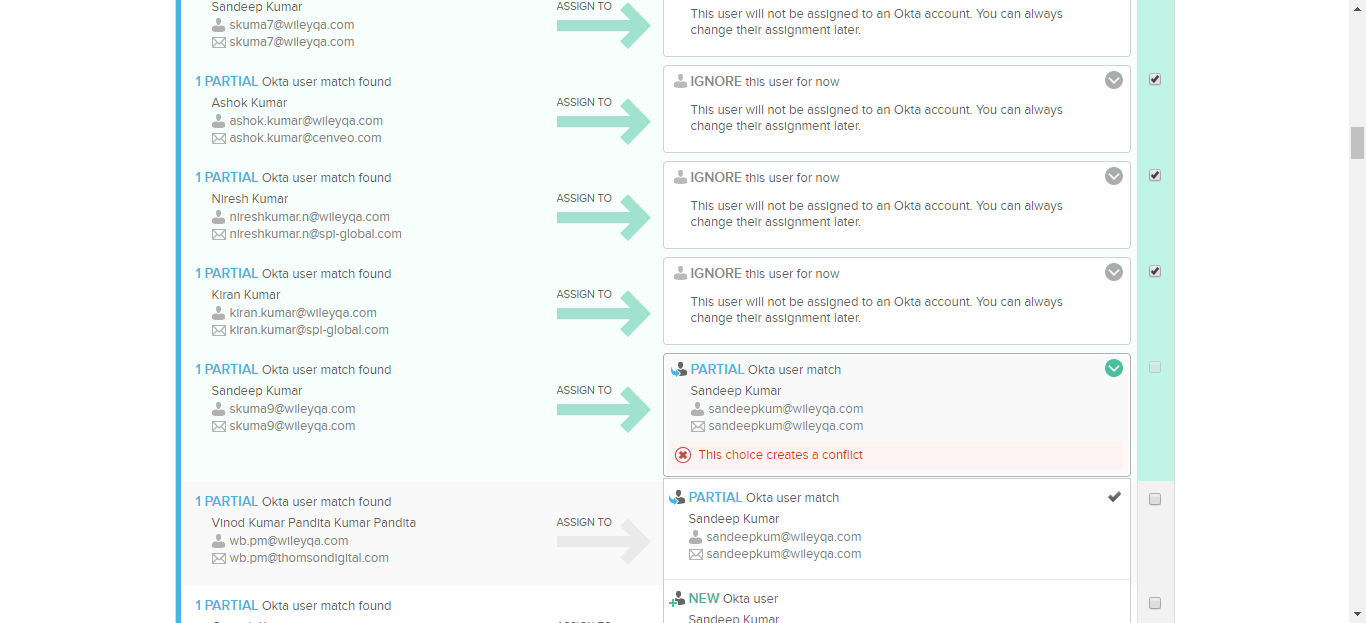 Sandeep Kumar
skuma7@wileyqa.com
skuma7@wileyqa.com
ASSIGN TO
This user will not be assigned to an Okta account. You can always
change their assignment later.
1 PARTIAL Okta user match found
Ashok Kumar
ashok.kumar@wileyqa.com
ashok.kumar@cenveo.com
ASSIGN TO
IGNORE this user for now
This user will not be assigned to an Okta account. You can always
change their assignment later.
1 PARTIAL Okta user match found
Niresh Kumar
nireshkumar.n@wileyqa.com
nireshkumar.n@spi-global.com
ASSIGN TO
IGNORE this user for now
This user will not be assigned to an Okta account. You can always
change their assignment later.
1 PARTIAL Okta user match found
Kiran Kumar
kiran.kumar@wileyqa.com
kiran.kumar@spi-global.com
ASSIGN TO
IGNORE this user for now
This user will not be assigned to an Okta account. You can always
change their assignment later.
1 PARTIAL Okta user match found
Sandeep Kumar
skuma9@wileyqa.com
skuma9@wileyqa.com
ASSIGN TO
PARTIAL Okta user match
Sandeep Kumar
sandeepkum@wileyqa.com
sandeepkum@wileyqa.com
This choice creates a conflict
1 PARTIAL Okta user match found
Vinod Kumar Pandita Kumar Pandita
wb.pm@wileyqa.com
wb.pm@thomsondigital.com
ASSIGN TO
PARTIAL Okta user match
Sandeep Kumar
sandeepkum@wileyqa.com
sandeepkum@wileyqa.com
1 PARTIAL Okta user match found
NEW Okta user
Sandeep Kumar